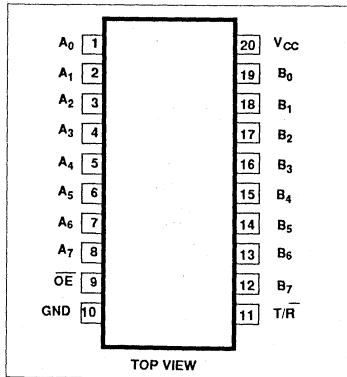 A0 1 20 VCC
A1 2 19 B0
A2 3 18 B1
A3 4 17 B2
A4 5 16 B3
A5 6 15 B4
A6 7 14 B5
A7 8 13 B6
O̅E̅ 9 12 B7
GND 10 11 T/R̅
TOP VIEW